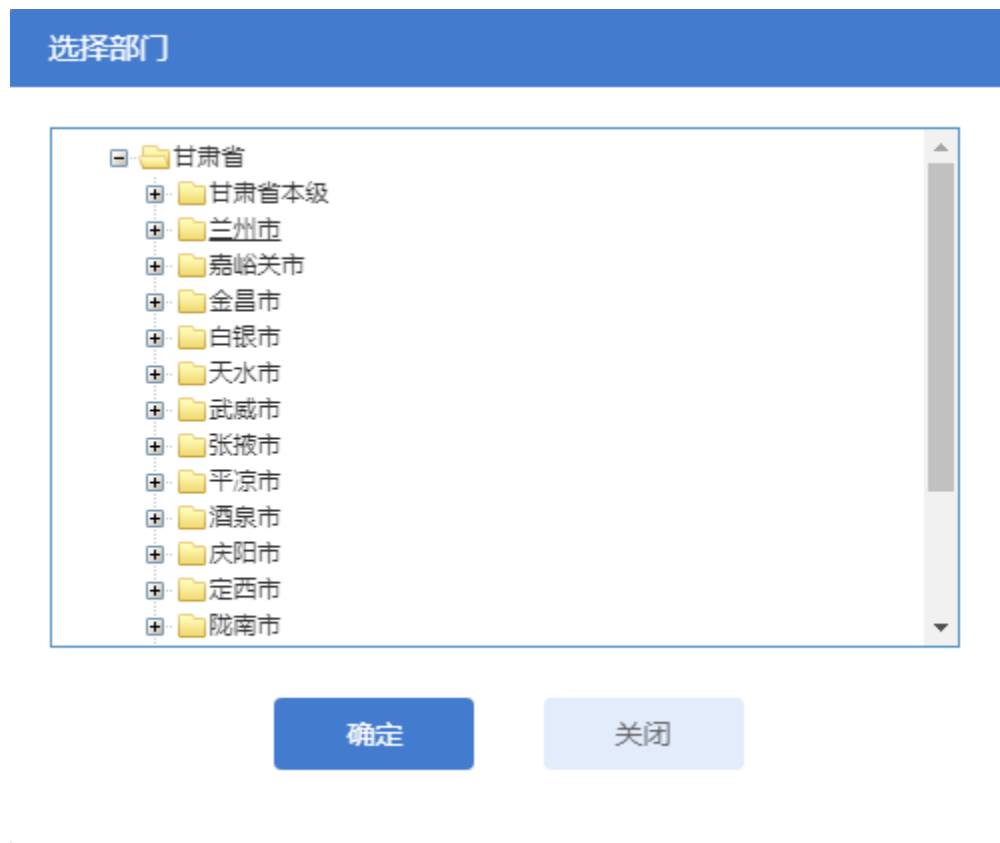 选择部门
甘肃省
甘肃省本级
兰州市
嘉峪关市
金昌市
白银市
天水市
武威市
张掖市
平凉市
酒泉市
庆阳市
定西市
陇南市
确定
关闭